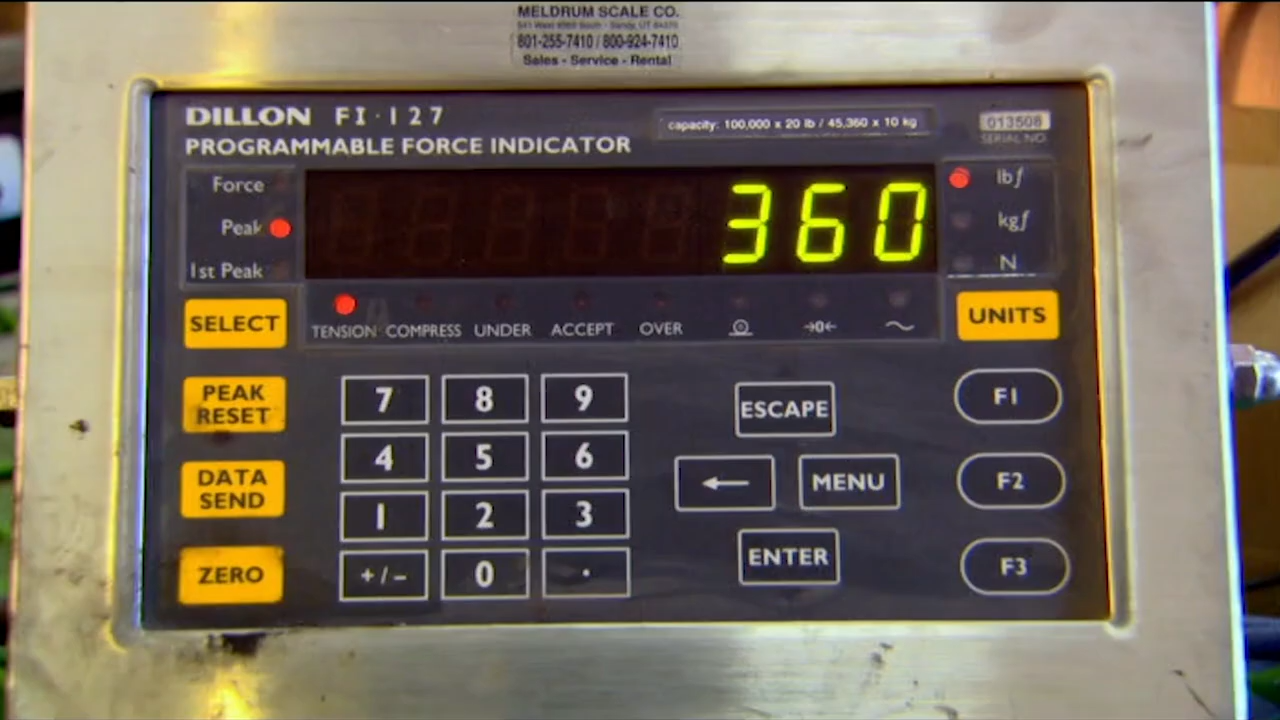 MELDRUM SCALE CO.
801-255-7410 / 800-924-7410
Sales - Service - Rental
DILLON FI-127
capacity: 100,000 x 20 lb / 45,360 x 10 kg
013508
SERIAL NO.
PROGRAMMABLE FORCE INDICATOR
Force
Peak
1st Peak
360
lbf
kgf
N
TENSION COMPRESS UNDER ACCEPT OVER →0←
SELECT
UNITS
PEAK
RESET
7 8 9
ESCAPE
F1
DATA
SEND
4 5 6
← MENU
F2
1 2 3
ZERO
+/- 0 .
ENTER
F3